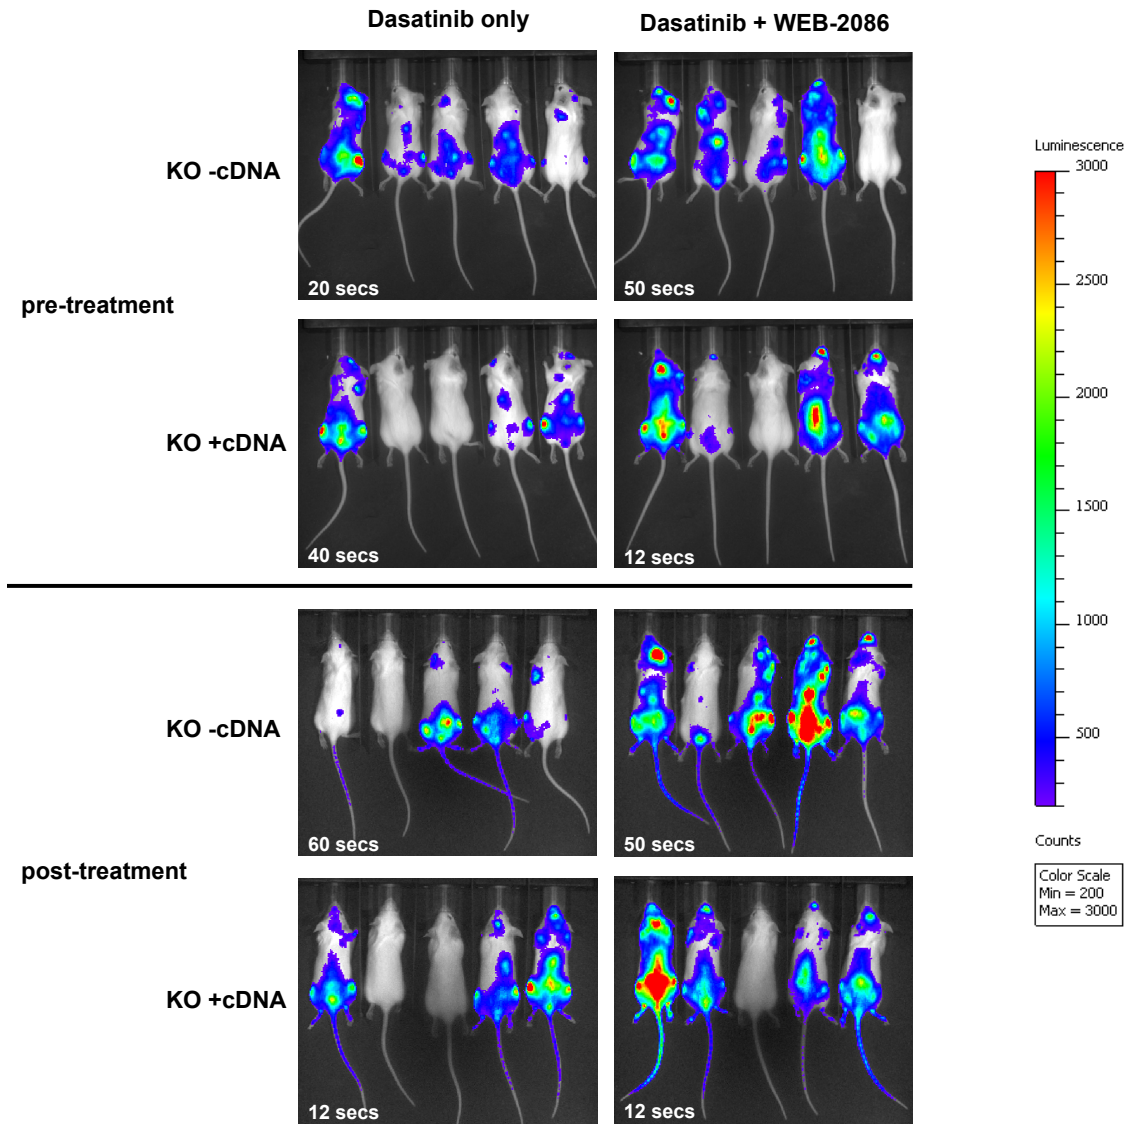 Dasatinib only
Dasatinib + WEB-2086
KO -cDNA
20 secs
50 secs
pre-treatment
KO +cDNA
40 secs
12 secs
KO -cDNA
60 secs
50 secs
post-treatment
KO +cDNA
12 secs
12 secs
Luminescence
3000
2500
2000
1500
1000
500
Counts
Color Scale
Min = 200
Max = 3000